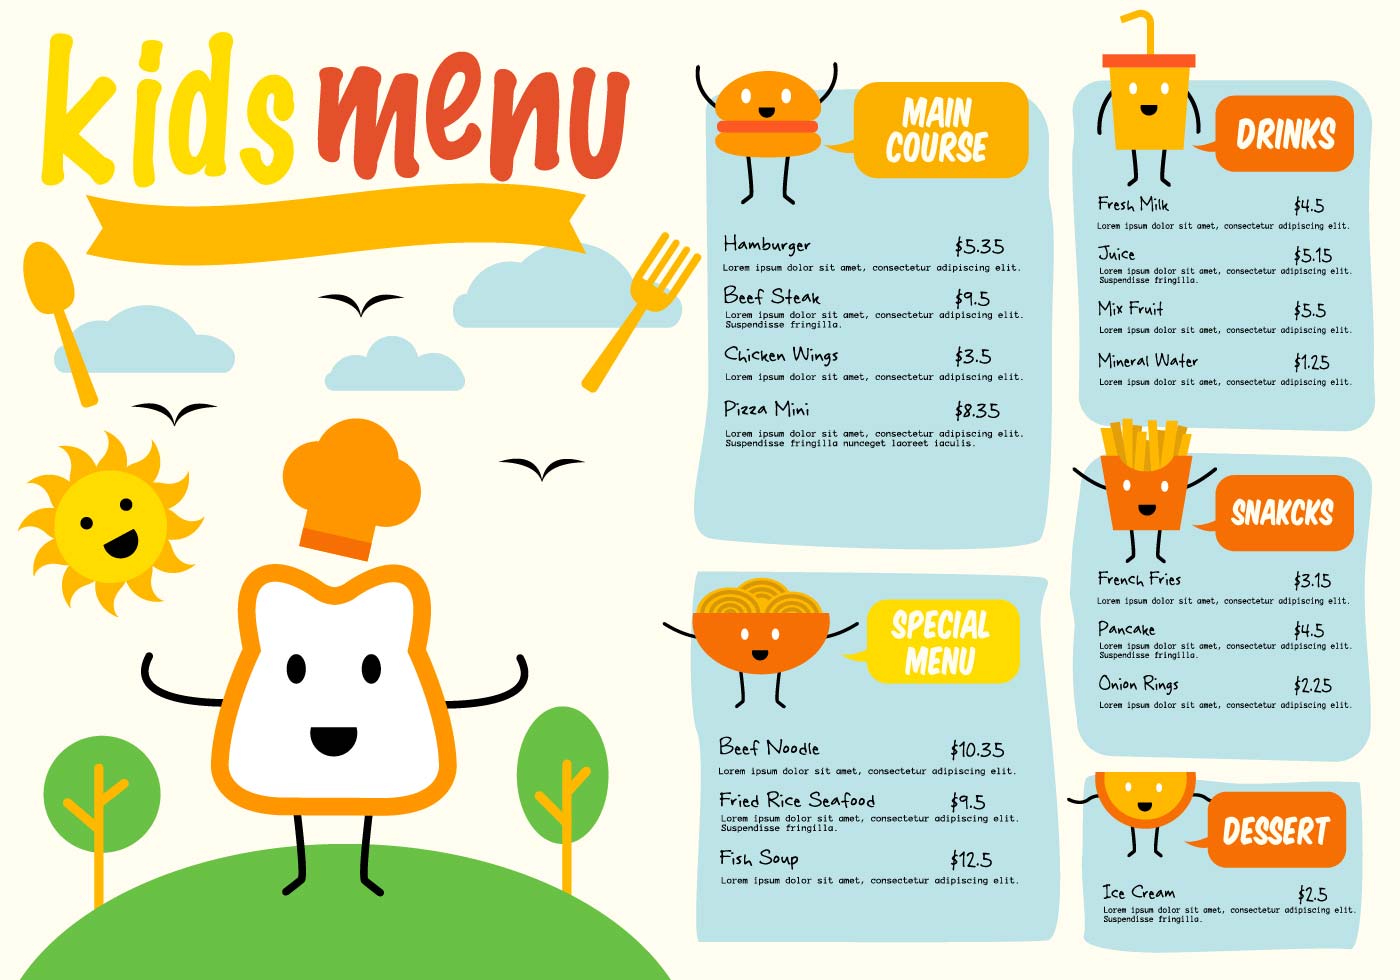 kids menu
MAIN
COURSE
Hamburger $5.35
Lorem ipsum dolor sit amet, consectetur adipiscing elit.
Beef Steak $9.5
Lorem ipsum dolor sit amet, consectetur adipiscing elit.
Suspendisse fringilla.
Chicken Wings $3.5
Lorem ipsum dolor sit amet, consectetur adipiscing elit.
Pizza Mini $8.35
Lorem ipsum dolor sit amet, consectetur adipiscing elit.
Suspendisse fringilla nunceget laoreet iaculis.
SPECIAL
MENU
Beef Noodle $10.35
Lorem ipsum dolor sit amet, consectetur adipiscing elit.
Fried Rice Seafood $9.5
Lorem ipsum dolor sit amet, consectetur adipiscing elit.
Suspendisse fringilla.
Fish Soup $12.5
Lorem ipsum dolor sit amet, consectetur adipiscing elit.
DRINKS
Fresh Milk $4.5
Lorem ipsum dolor sit amet, consectetur adipiscing elit.
Juice $5.15
Lorem ipsum dolor sit amet, consectetur adipiscing elit.
Suspendisse fringilla.
Mix Fruit $5.5
Lorem ipsum dolor sit amet, consectetur adipiscing elit.
Mineral Water $1.25
Lorem ipsum dolor sit amet, consectetur adipiscing elit.
SNAKCKS
French Fries $3.15
Lorem ipsum dolor sit amet, consectetur adipiscing elit.
Pancake $4.5
Lorem ipsum dolor sit amet, consectetur adipiscing elit.
Suspendisse fringilla.
Onion Rings $2.25
Lorem ipsum dolor sit amet, consectetur adipiscing elit.
DESSERT
Ice Cream $2.5
Lorem ipsum dolor sit amet, consectetur adipiscing elit.
Suspendisse fringilla.